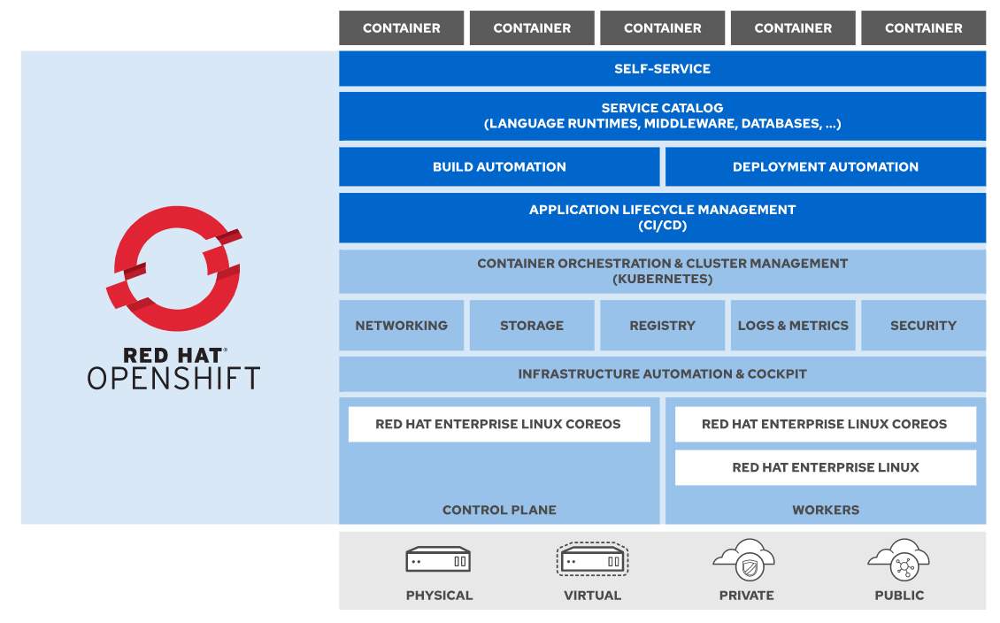 CONTAINER CONTAINER CONTAINER CONTAINER CONTAINER
SELF-SERVICE
SERVICE CATALOG
(LANGUAGE RUNTIMES, MIDDLEWARE, DATABASES, ...)
BUILD AUTOMATION DEPLOYMENT AUTOMATION
APPLICATION LIFECYCLE MANAGEMENT
(CI/CD)
CONTAINER ORCHESTRATION & CLUSTER MANAGEMENT
(KUBERNETES)
NETWORKING STORAGE REGISTRY LOGS & METRICS SECURITY
RED HAT®
OPENSHIFT
INFRASTRUCTURE AUTOMATION & COCKPIT
RED HAT ENTERPRISE LINUX COREOS
CONTROL PLANE
RED HAT ENTERPRISE LINUX COREOS
RED HAT ENTERPRISE LINUX
WORKERS
PHYSICAL VIRTUAL PRIVATE PUBLIC